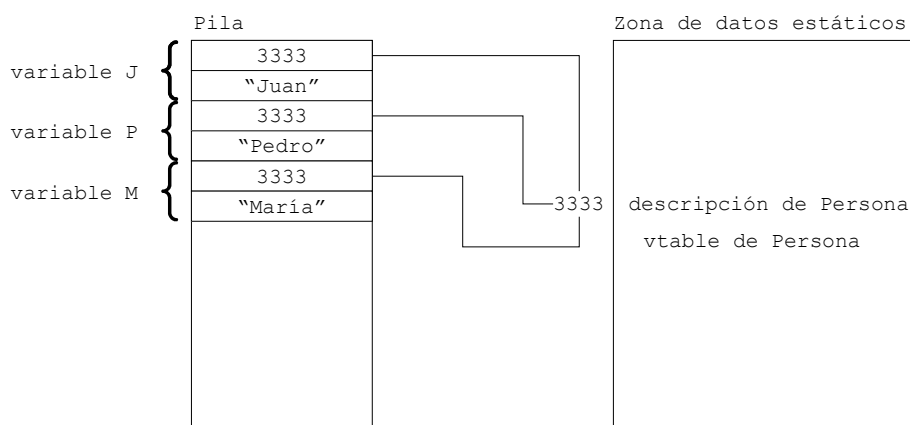 Pila
Zona de datos estáticos
variable J
3333
“Juan”
variable P
3333
“Pedro”
variable M
3333
“María”
3333
descripción de Persona
vtable de Persona